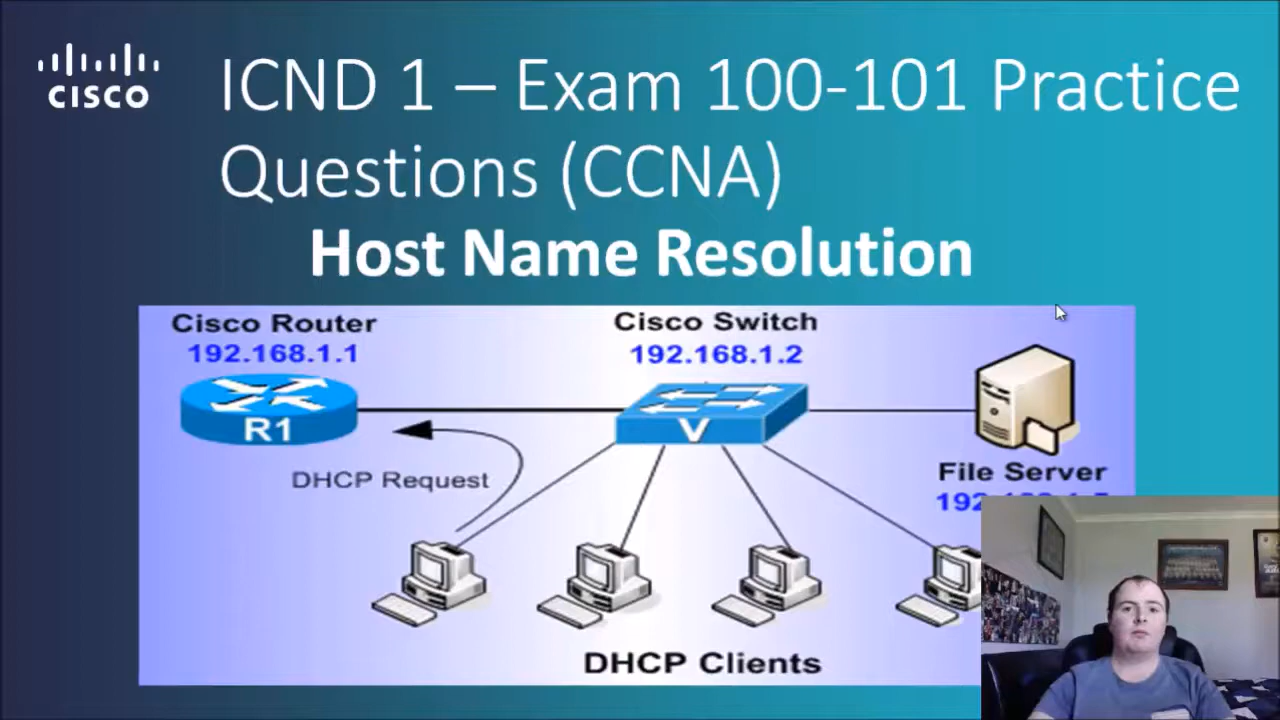 CISCO
ICND 1 – Exam 100-101 Practice
Questions (CCNA)
Host Name Resolution
Cisco Router
192.168.1.1
R1
Cisco Switch
192.168.1.2
V
DHCP Request
File Server
DHCP Clients